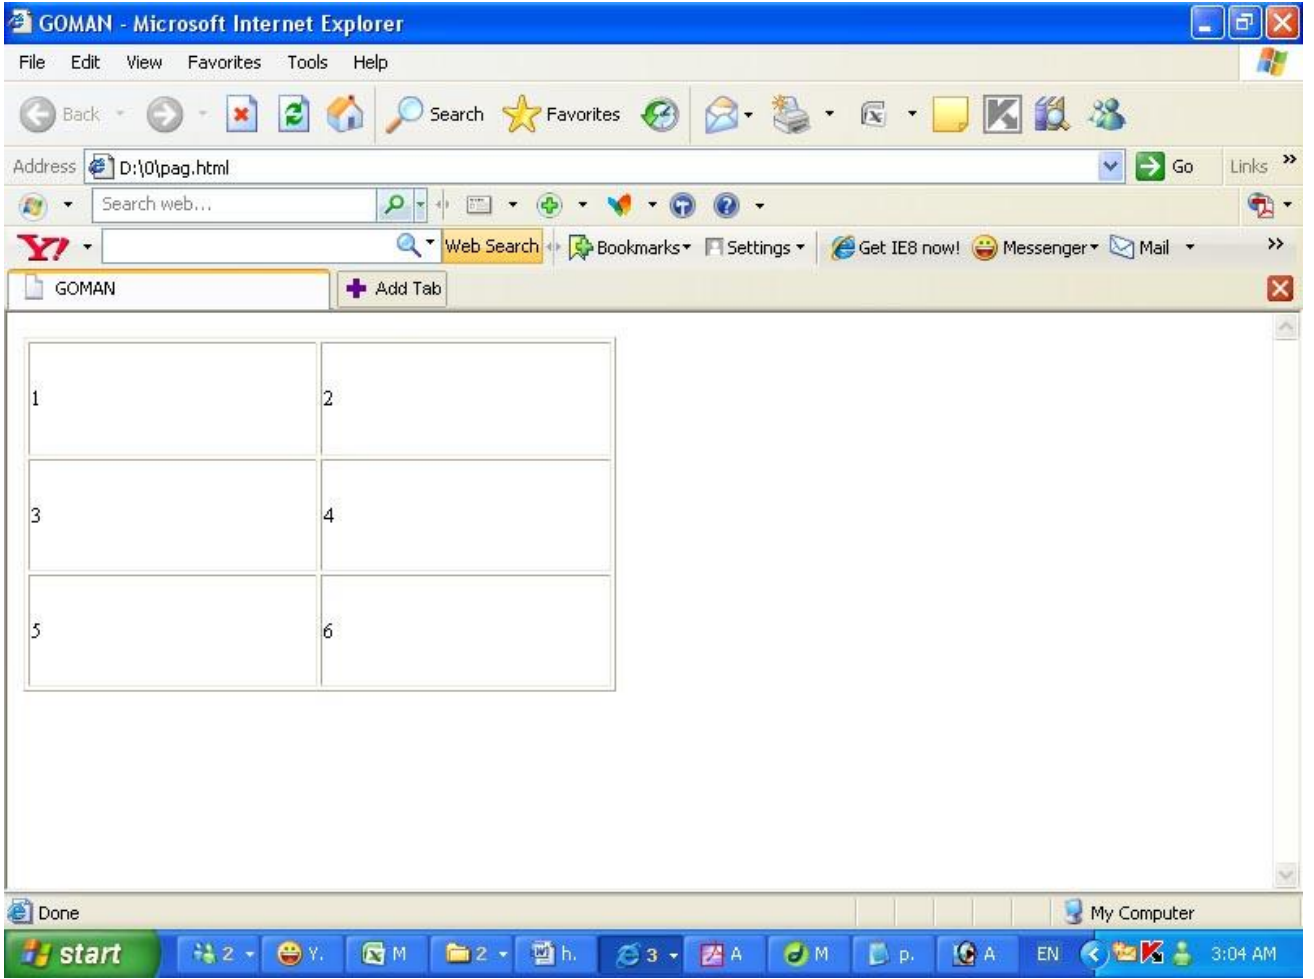 GOMAN - Microsoft Internet Explorer
File Edit View Favorites Tools Help
Back Search Favorites
Address D:\0\pag.html Go Links »
Search web...
Y! Web Search Bookmarks Settings Get IE8 now! Messenger Mail »
GOMAN Add Tab
1 2
3 4
5 6
Done My Computer
start 2 Y. M 2 h. 3 A M p. A EN 3:04 AM